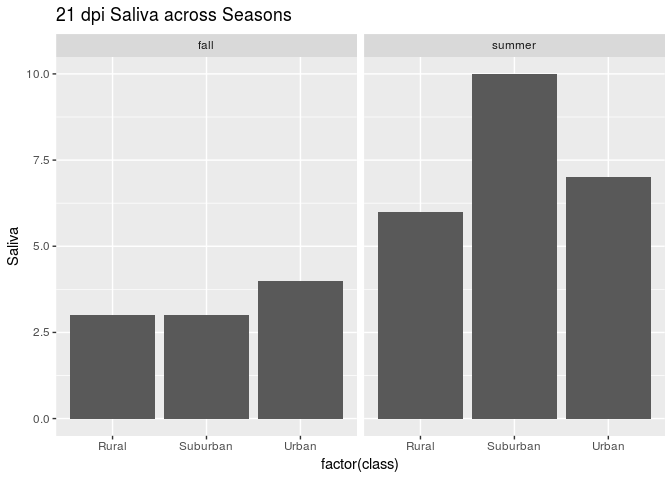 21 dpi Saliva across Seasons
fall
summer
10.0
7.5
5.0
2.5
0.0
Saliva
Rural Suburban Urban
Rural Suburban Urban
factor(class)